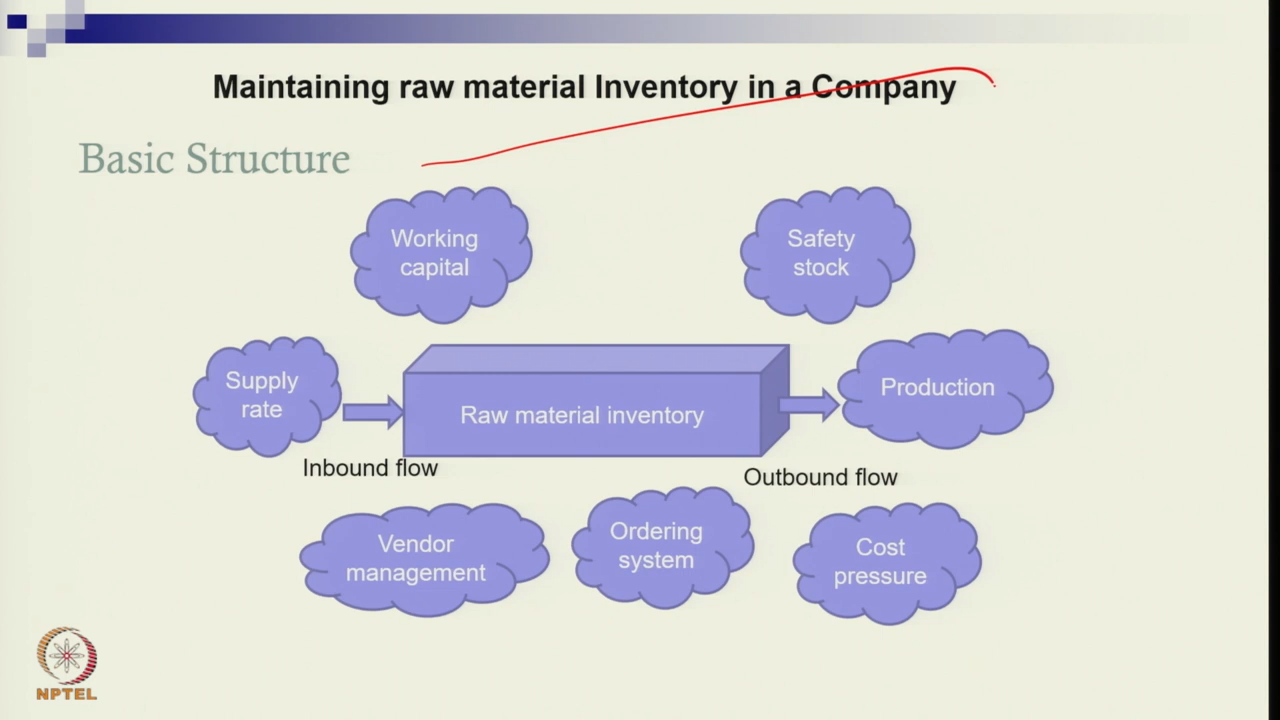 Maintaining raw material Inventory in a Company
Basic Structure
Working
capital
Safety
stock
Supply
rate
Raw material inventory
Production
Inbound flow
Outbound flow
Vendor
management
Ordering
system
Cost
pressure
NPTEL